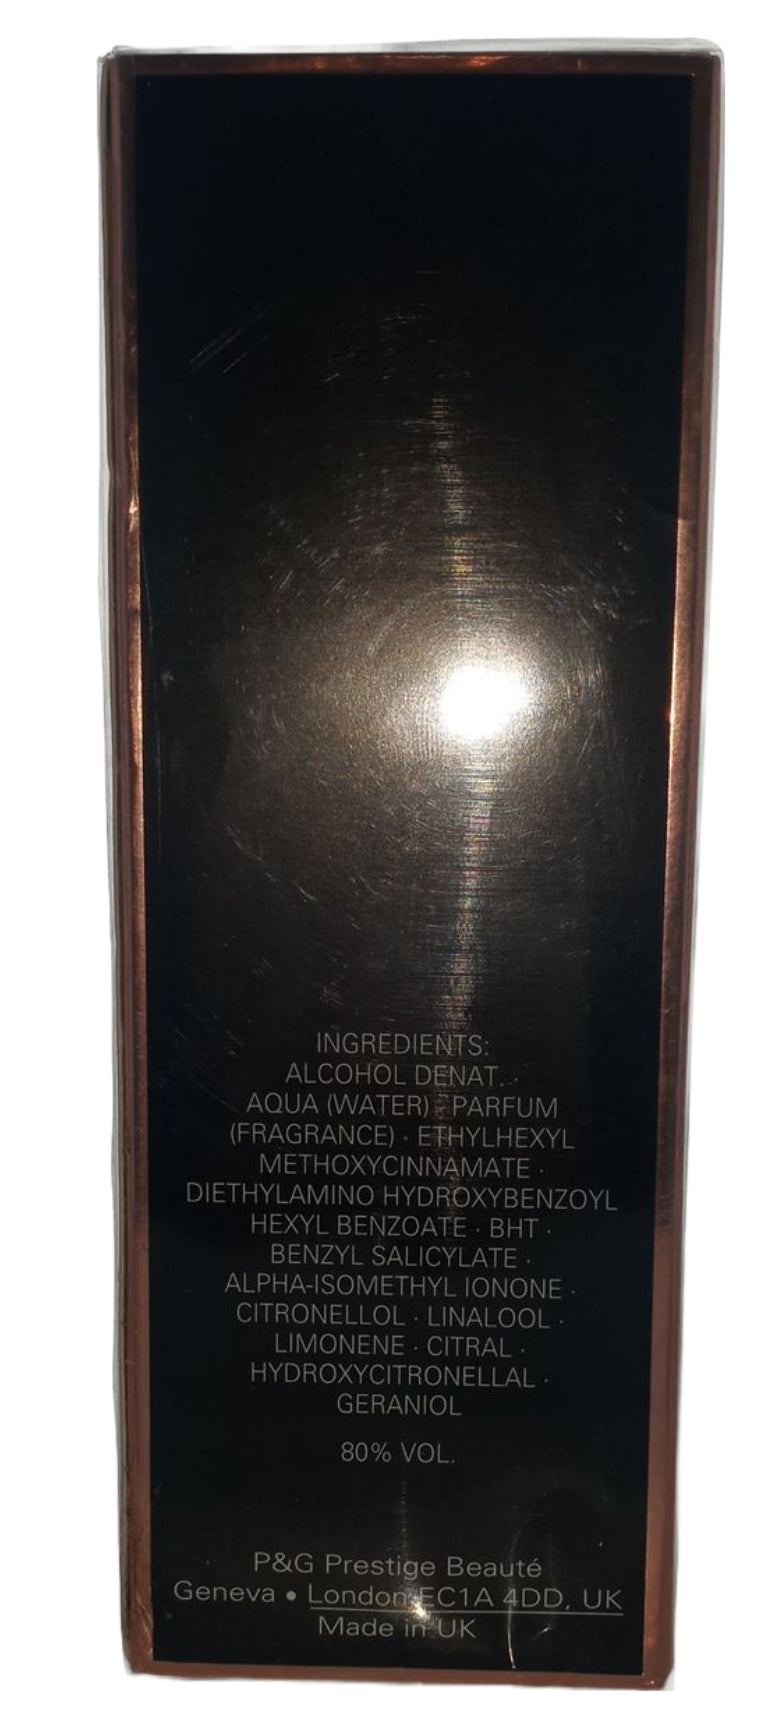 INGREDIENTS:
ALCOHOL DENAT. ·
AQUA (WATER) · PARFUM
(FRAGRANCE) · ETHYLHEXYL
METHOXYCINNAMATE ·
DIETHYLAMINO HYDROXYBENZOYL
HEXYL BENZOATE · BHT ·
BENZYL SALICYLATE ·
ALPHA-ISOMETHYL IONONE ·
CITRONELLOL · LINALOOL ·
LIMONENE · CITRAL ·
HYDROXYCITRONELLAL ·
GERANIOL
80% VOL.
P&G Prestige Beauté
Geneva • London EC1A 4DD, UK
Made in UK